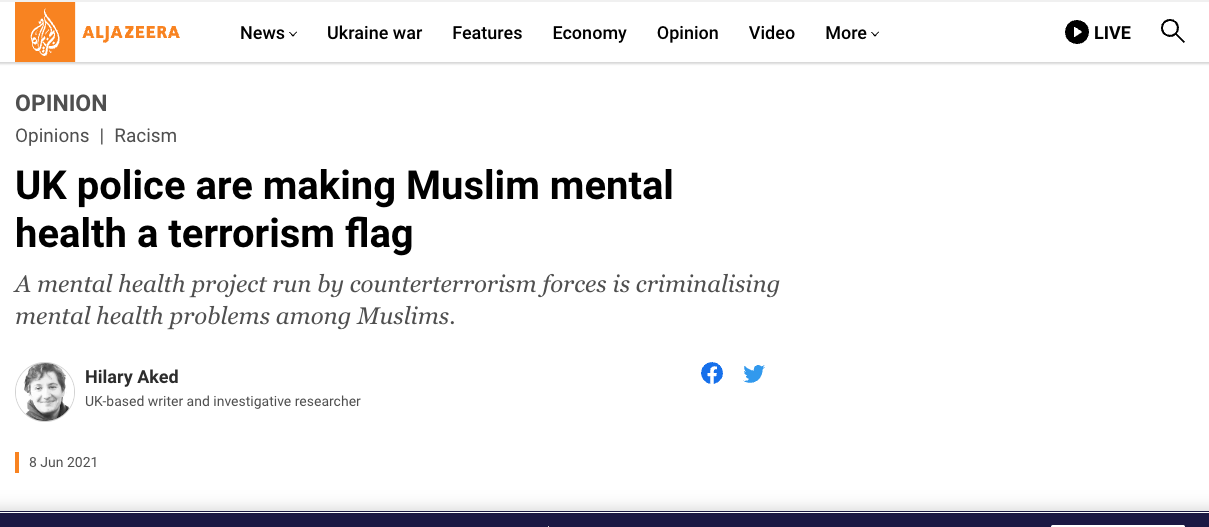 ALJAZEERA
News Ukraine war Features Economy Opinion Video More LIVE
OPINION
Opinions | Racism
UK police are making Muslim mental
health a terrorism flag
A mental health project run by counterterrorism forces is criminalising
mental health problems among Muslims.
Hilary Aked
UK-based writer and investigative researcher
8 Jun 2021